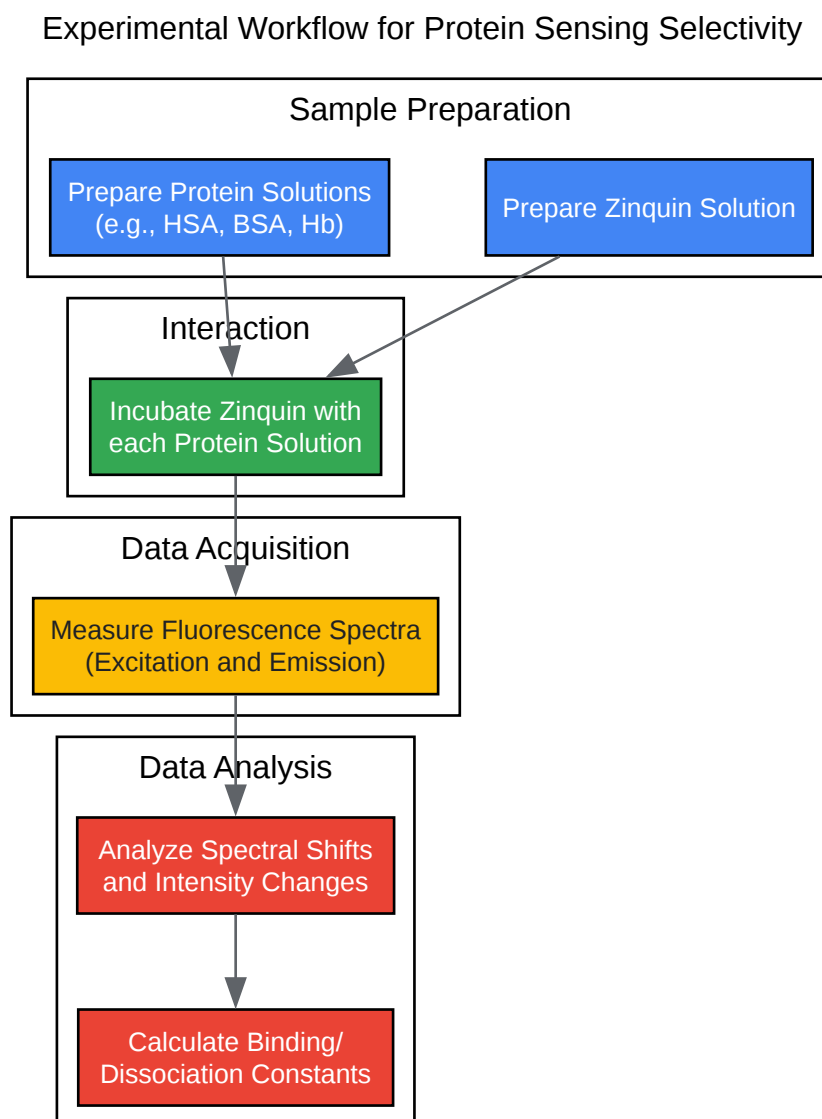 Experimental Workflow for Protein Sensing Selectivity
Sample Preparation
Prepare Protein Solutions
(e.g., HSA, BSA, Hb)
Prepare Zinquin Solution
Interaction
Incubate Zinquin with
each Protein Solution
Data Acquisition
Measure Fluorescence Spectra
(Excitation and Emission)
Data Analysis
Analyze Spectral Shifts
and Intensity Changes
Calculate Binding/
Dissociation Constants